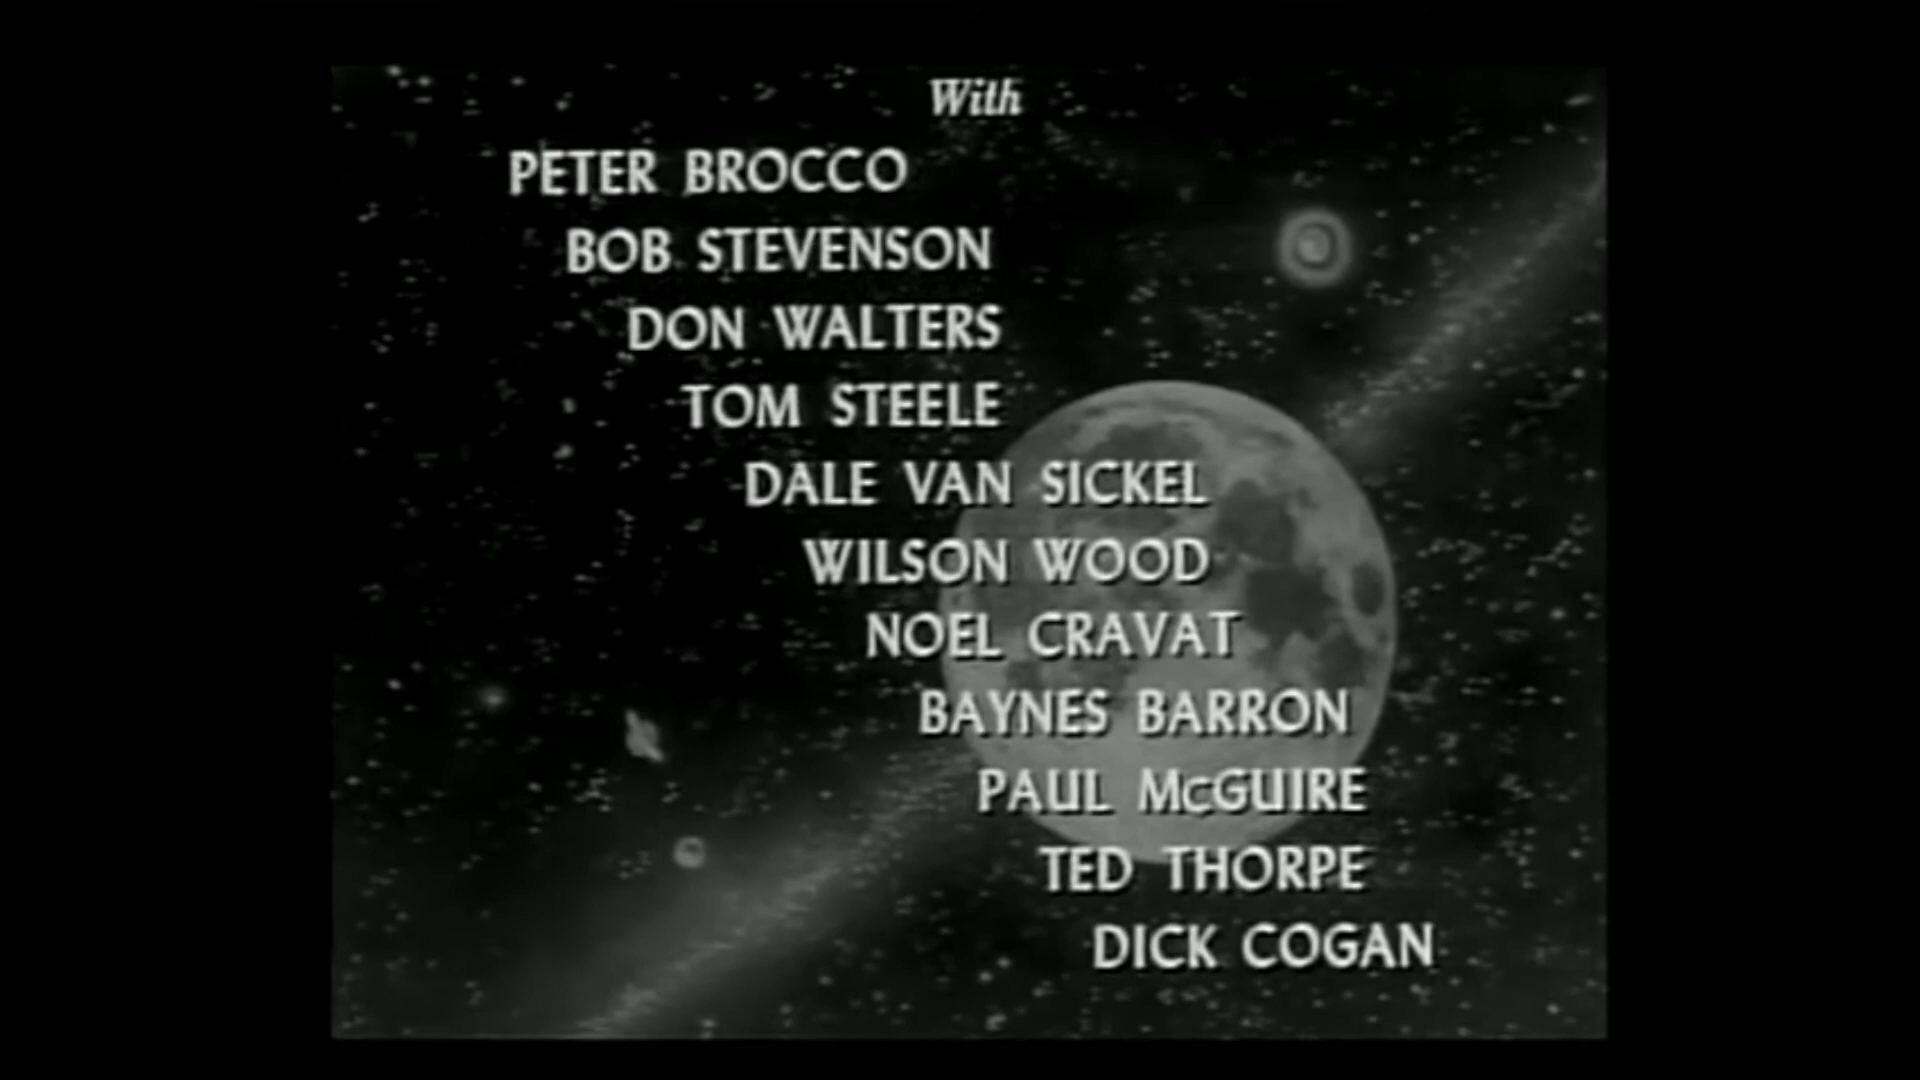 With
PETER BROCCO
BOB STEVENSON
DON WALTERS
TOM STEELE
DALE VAN SICKEL
WILSON WOOD
NOEL CRAVAT
BAYNES BARRON
PAUL McGUIRE
TED THORPE
DICK COGAN